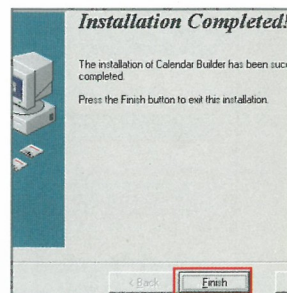 Installation Completed!
The installation of Calendar Builder has been suc
completed.
Press the Finish button to exit this installation.
< Back
Finish